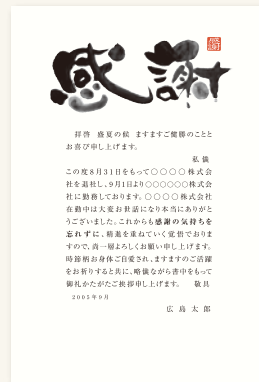 感謝
感謝
拝啓　盛夏の候　ますますご健勝のことと
お喜び申し上げます。
私儀
この度８月３１日をもって○○○○株式会
社を退社し、９月１日より○○○○○○株式会
社に勤務しております。○○○○株式会社
在勤中は大変お世話になり本当にありがと
うございました。これからも感謝の気持ちを
忘れずに、精進を重ねていく覚悟でおりま
すので、尚一層よろしくお願い申し上げます。
時節柄お身体ご自愛され、ますますのご活躍
をお祈りすると共に、略儀ながら書中をもって
御礼かたがたご挨拶申し上げます。　敬具
２００５年９月
広島太郎